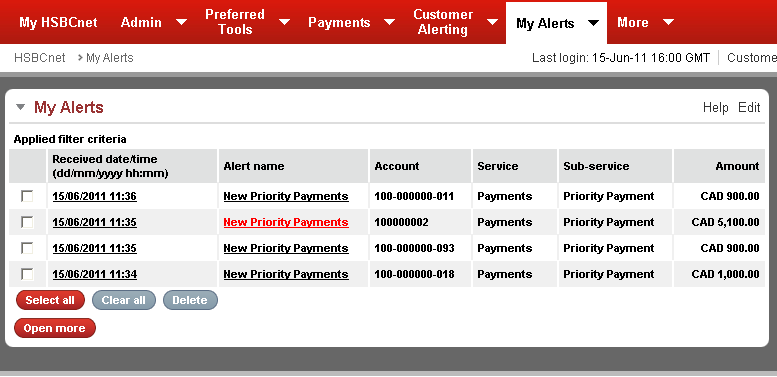 My HSBCnet Admin Preferred Tools Payments Customer Alerting My Alerts More
HSBCnet > My Alerts Last login: 15-Jun-11 16:00 GMT Custome
My Alerts Help Edit
Applied filter criteria
Received date/time (dd/mm/yyyy hh:mm) Alert name Account Service Sub-service Amount
15/06/2011 11:36 New Priority Payments 100-000000-011 Payments Priority Payment CAD 900.00
15/06/2011 11:35 New Priority Payments 100000002 Payments Priority Payment CAD 5,100.00
15/06/2011 11:35 New Priority Payments 100-000000-093 Payments Priority Payment CAD 900.00
15/06/2011 11:34 New Priority Payments 100-000000-018 Payments Priority Payment CAD 1,000.00
Select all Clear all Delete
Open more